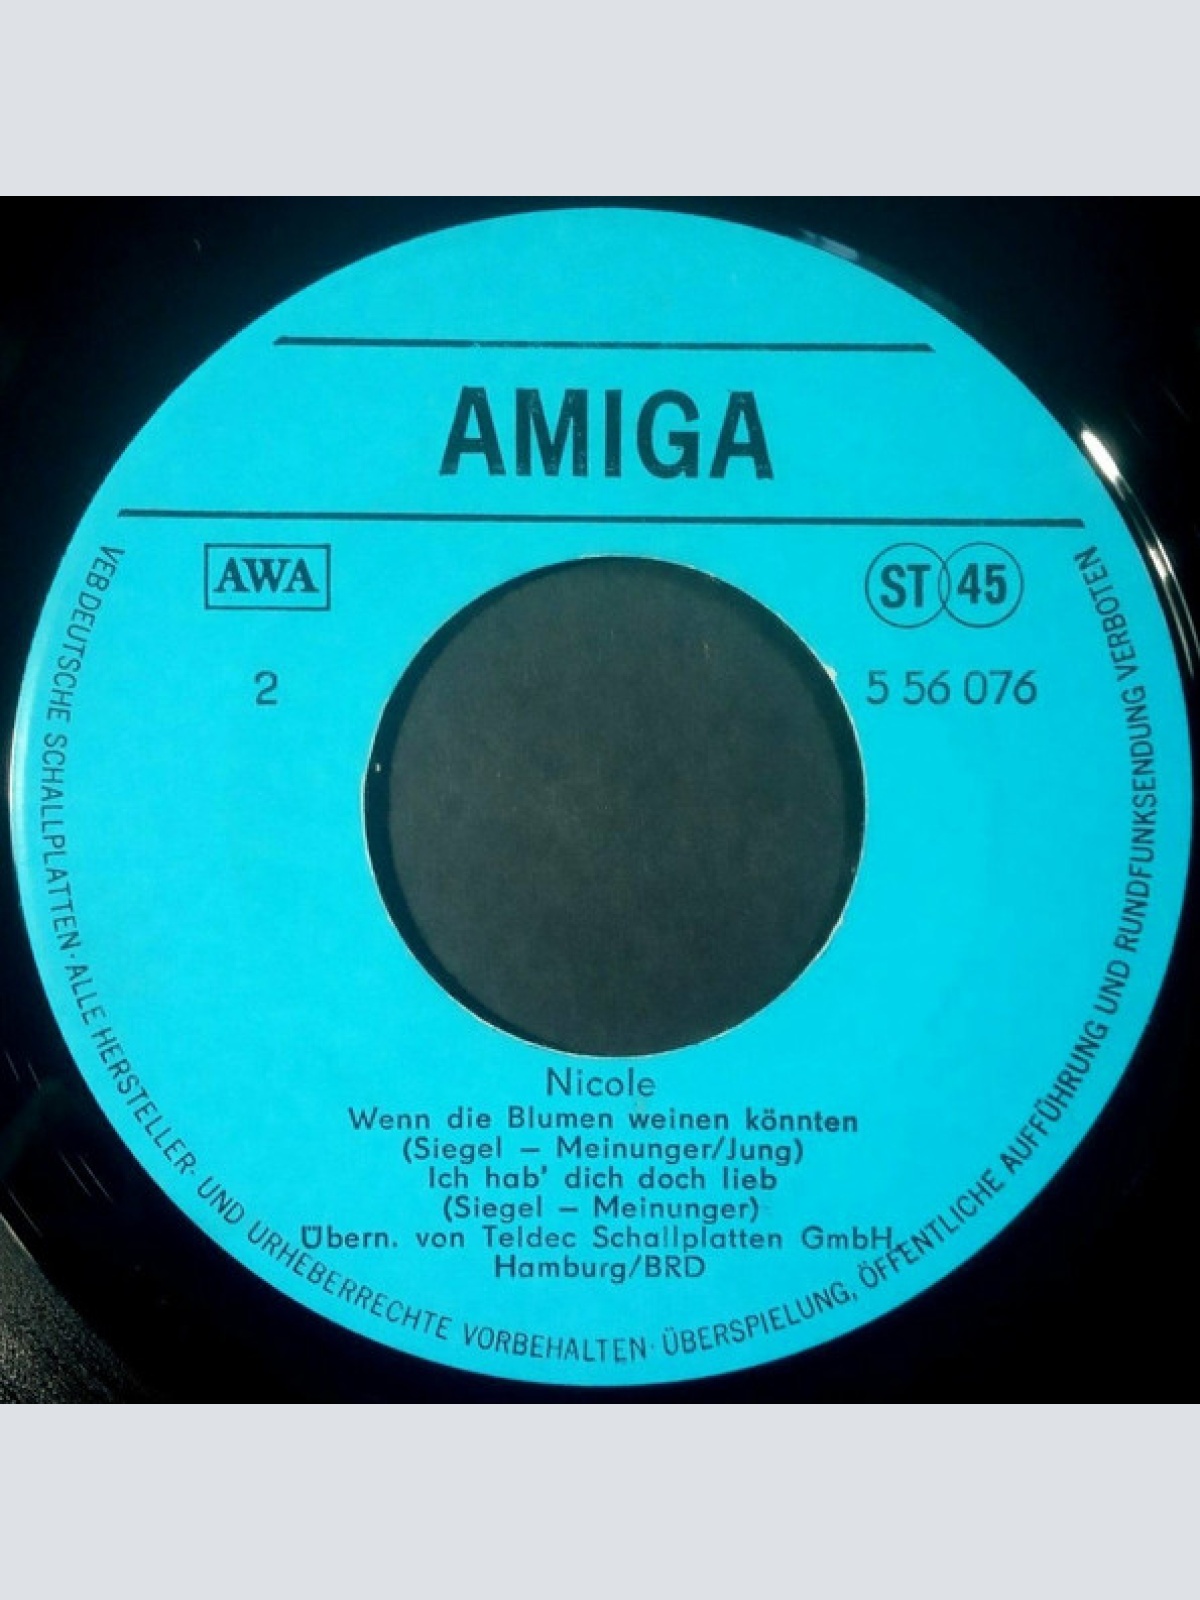 AMIGA
AWA
ST 45
2
5 56 076
Nicole
Wenn die Blumen weinen könnten
(Siegel – Meinunger/Jung)
Ich hab' dich doch lieb
(Siegel – Meinunger)
Übern. von Teldec Schallplatten GmbH,
Hamburg/BRD
VEB DEUTSCHE SCHALLPLATTEN · ALLE HERSTELLER- UND URHEBERRECHTE VORBEHALTEN · ÜBERSPIELUNG, ÖFFENTLICHE AUFFÜHRUNG UND RUNDFUNKSENDUNG VERBOTEN